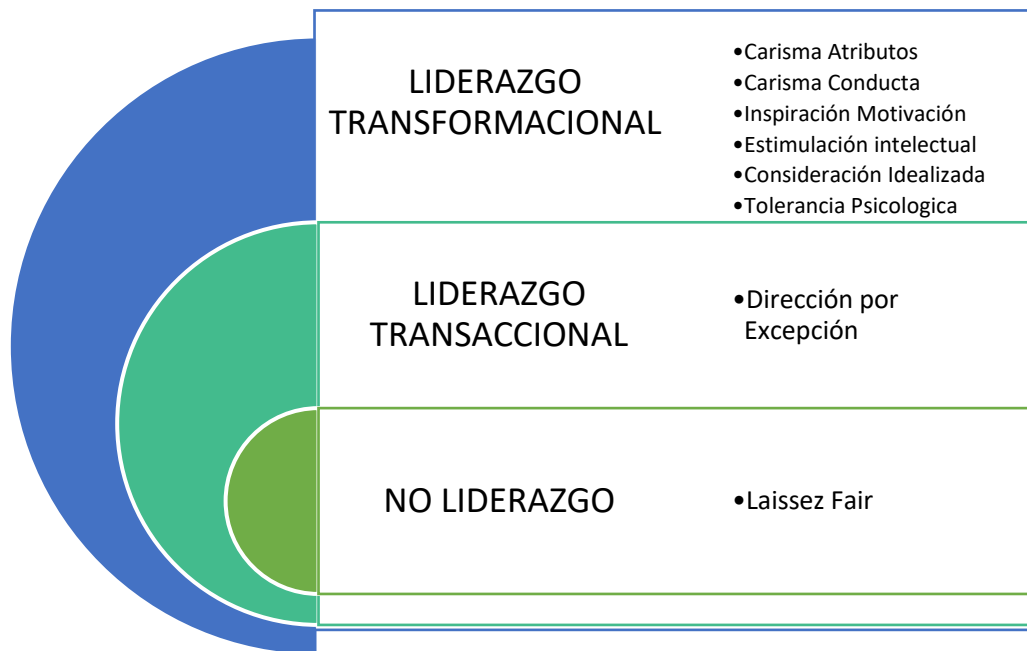 LIDERAZGO
TRANSFORMACIONAL
•Carisma Atributos
•Carisma Conducta
•Inspiración Motivación
•Estimulación intelectual
•Consideración Idealizada
•Tolerancia Psicologica
LIDERAZGO
TRANSACCIONAL
•Dirección por
Excepción
NO LIDERAZGO
•Laissez Fair